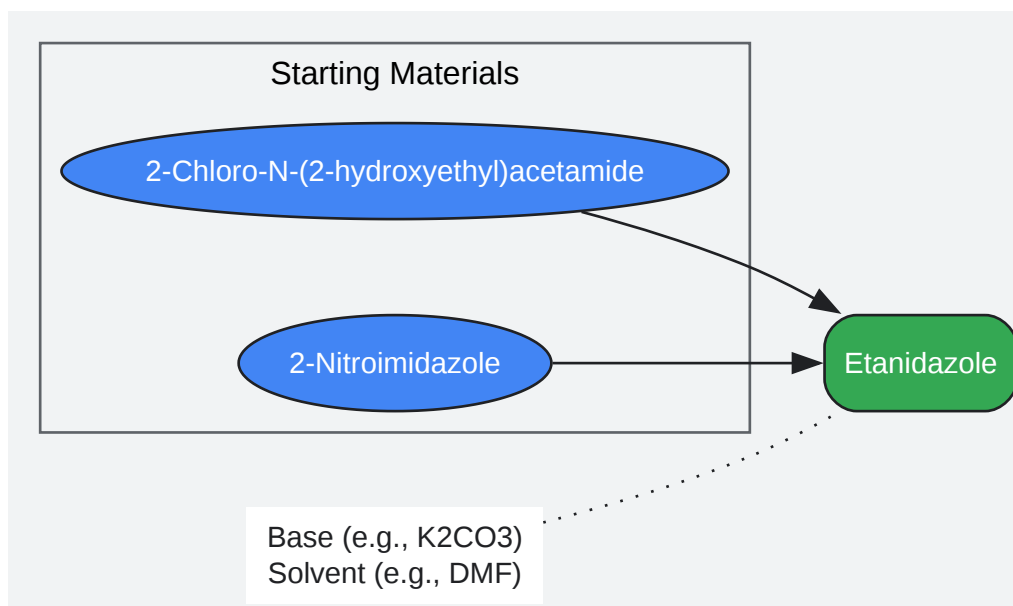 Starting Materials
2-Chloro-N-(2-hydroxyethyl)acetamide
2-Nitroimidazole
Etanidazole
Base (e.g., K2CO3)
Solvent (e.g., DMF)